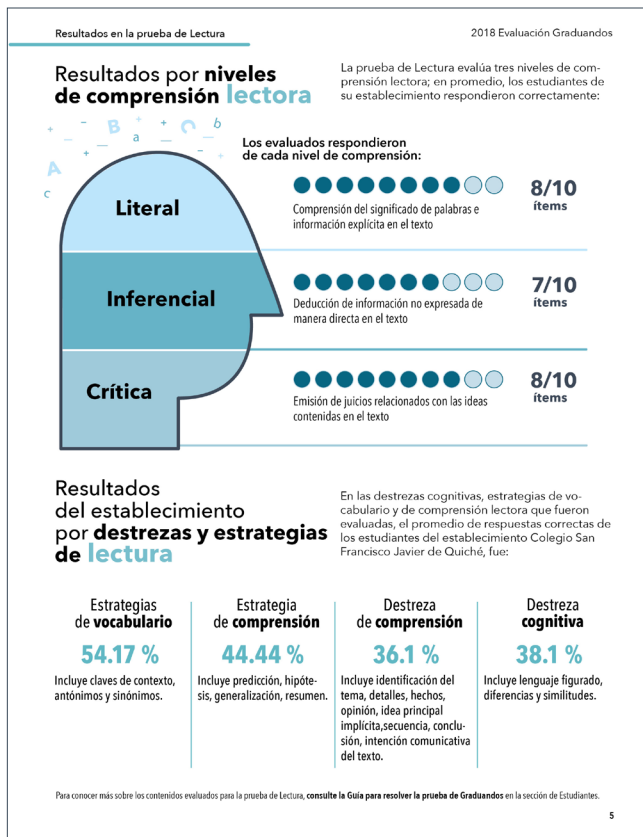 Resultados en la prueba de Lectura
2018 Evaluación Graduandos
Resultados por niveles
de comprensión lectora
La prueba de Lectura evalúa tres niveles de com-
prensión lectora; en promedio, los estudiantes de
su establecimiento respondieron correctamente:
Los evaluados respondieron
de cada nivel de comprensión:
A
B
C
a
b
c
Literal
Comprensión del significado de palabras e
información explícita en el texto
8/10
ítems
Inferencial
Deducción de información no expresada de
manera directa en el texto
7/10
ítems
Crítica
Emisión de juicios relacionados con las ideas
contenidas en el texto
8/10
ítems
Resultados
del establecimiento
por destrezas y estrategias
de lectura
En las destrezas cognitivas, estrategias de vo-
cabulario y de comprensión lectora que fueron
evaluadas, el promedio de respuestas correctas de
los estudiantes del establecimiento Colegio San
Francisco Javier de Quiché, fue:
Estrategias
de vocabulario
54.17 %
Incluye claves de contexto,
antónimos y sinónimos.
Estrategia
de comprensión
44.44 %
Incluye predicción, hipóte-
sis, generalización, resumen.
Destreza
de comprensión
36.1 %
Incluye identificación del
tema, detalles, hechos,
opinión, idea principal
implícita,secuencia, conclu-
sión, intención comunicativa
del texto.
Destreza
cognitiva
38.1 %
Incluye lenguaje figurado,
diferencias y similitudes.
Para conocer más sobre los contenidos evaluados para la prueba de Lectura, consulte la Guía para resolver la prueba de Graduandos en la sección de Estudiantes.
5